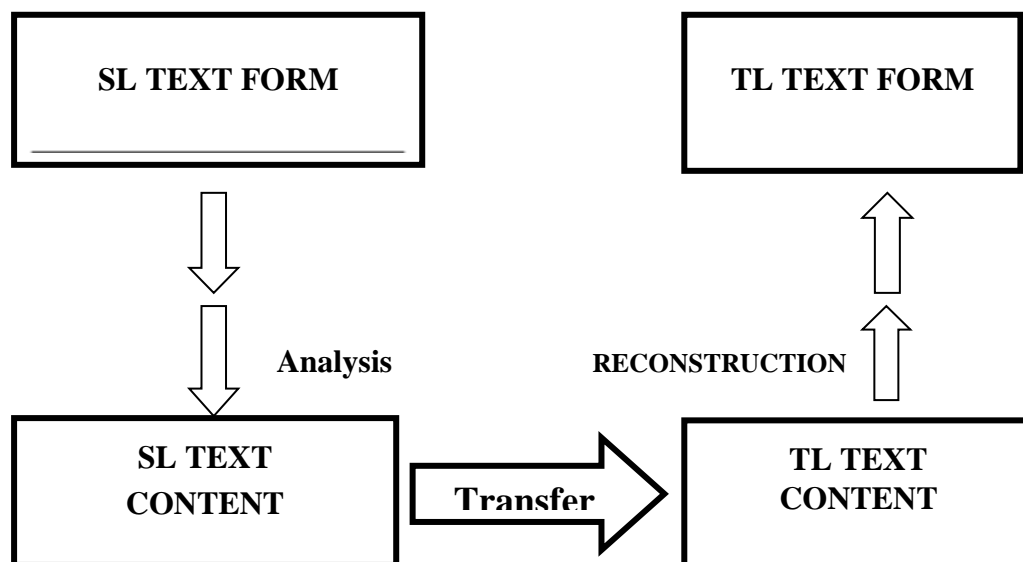 SL TEXT FORM
TL TEXT FORM
Analysis
RECONSTRUCTION
SL TEXT
CONTENT
Transfer
TL TEXT
CONTENT